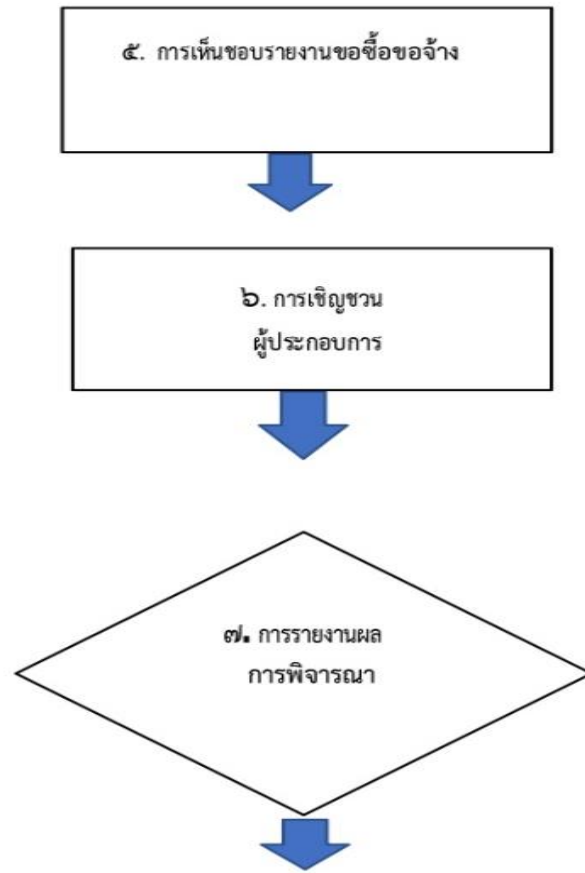 ๕. การเห็นชอบรายงานขอซื้อขอจ้าง
๖. การเชิญชวน
ผู้ประกอบการ
๗. การรายงานผล
การพิจารณา